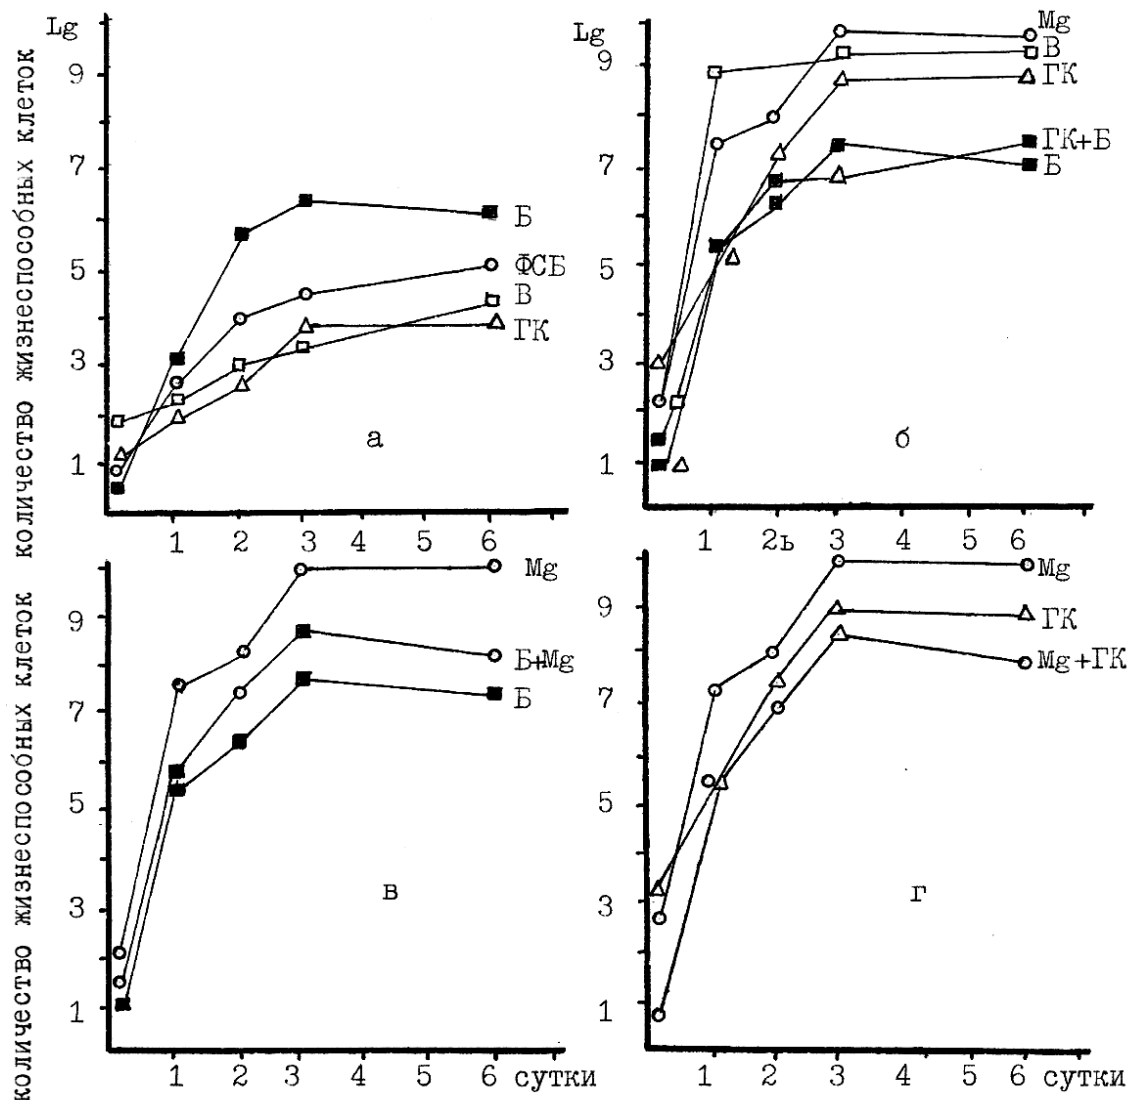 количество жизнеспособных клеток
Lg
9
7
5
3
1
Б
ФСБ
В
ГК
а
1 2 3 4 5 6
Lg
9
7
5
3
1
Mg
В
ГК
ГК+Б
Б
б
1 2ь 3 4 5 6
количество жизнеспособных клеток
9
7
5
3
1
Mg
Б+Mg
Б
в
1 2 3 4 5 6 сутки
9
7
5
3
1
Mg
ГК
Mg+ГК
г
1 2 3 4 5 6 сутки